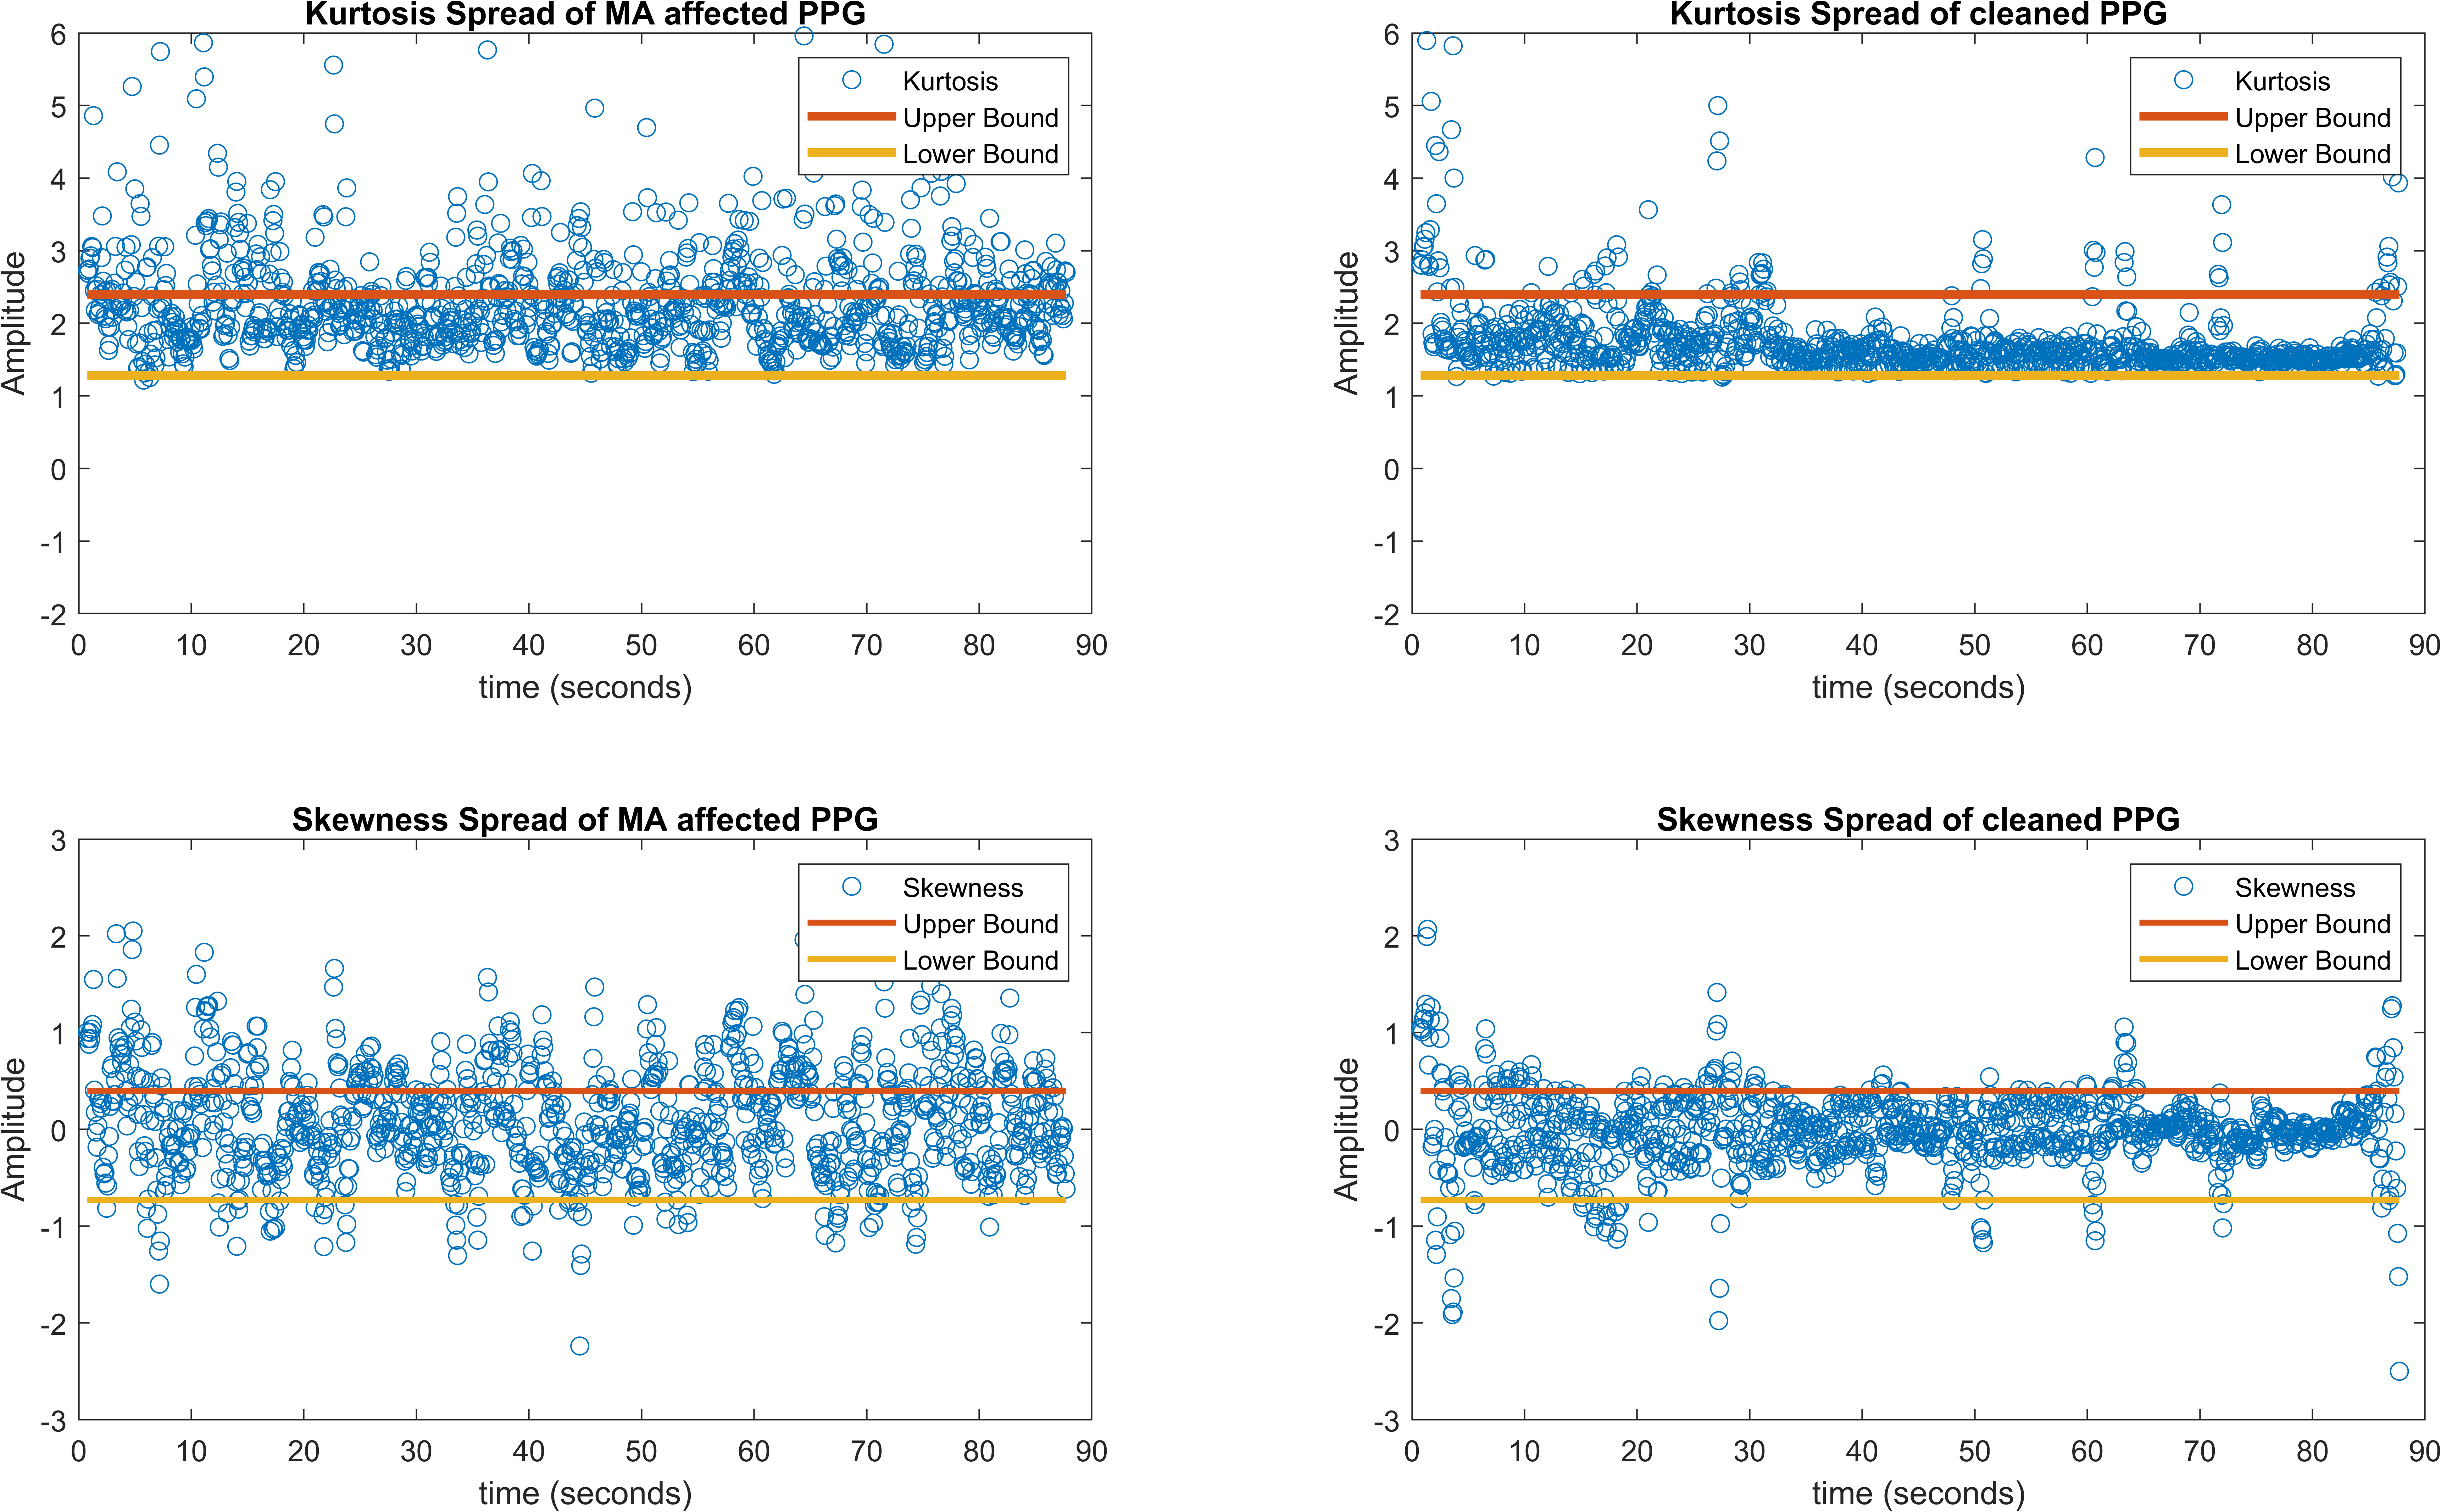 Kurtosis Spread of MA affected PPG
6
5
4
3
2
1
0
-1
-2
Amplitude
Kurtosis
Upper Bound
Lower Bound
0 10 20 30 40 50 60 70 80 90
time (seconds)
Kurtosis Spread of cleaned PPG
6
5
4
3
2
1
0
-1
-2
Amplitude
Kurtosis
Upper Bound
Lower Bound
0 10 20 30 40 50 60 70 80 90
time (seconds)
Skewness Spread of MA affected PPG
3
2
1
0
-1
-2
-3
Amplitude
Skewness
Upper Bound
Lower Bound
0 10 20 30 40 50 60 70 80 90
time (seconds)
Skewness Spread of cleaned PPG
3
2
1
0
-1
-2
-3
Amplitude
Skewness
Upper Bound
Lower Bound
0 10 20 30 40 50 60 70 80 90
time (seconds)